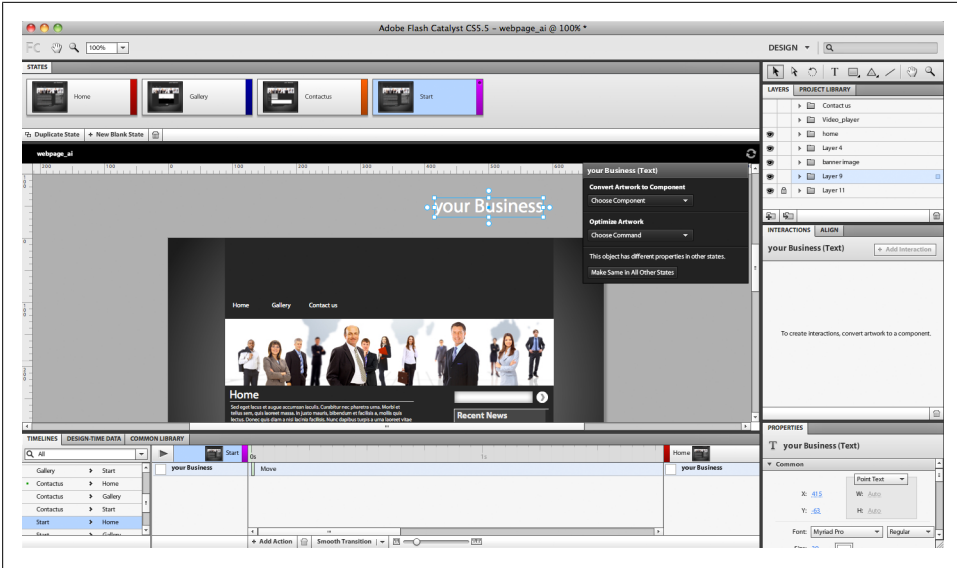 Adobe Flash Catalyst CS5.5 – webpage_ai @ 100% *
FC 100% DESIGN
STATES
Home Gallery Contactus Start
Duplicate State + New Blank State
webpage_ai
LAYERS PROJECT LIBRARY
Contact us
Video_player
home
Layer 4
banner image
Layer 9
Layer 11
your Business (Text)
Convert Artwork to Component
Choose Component
Optimize Artwork
Choose Command
This object has different properties in other states.
Make Same in All Other States
your Business
Home Gallery Contact us
Home
Recent News
INTERACTIONS ALIGN
your Business (Text) + Add Interaction
To create interactions, convert artwork to a component.
TIMELINES DESIGN-TIME DATA COMMON LIBRARY
All
Gallery > Start
Contactus > Home
Contactus > Gallery
Contactus > Start
Start > Home
Start > Gallery
Start 0s 1s Home
your Business Move your Business
+ Add Action Smooth Transition
PROPERTIES
T your Business (Text)
Common
Point Text
X: 415 W: Auto
Y: -63 H: Auto
Font: Myriad Pro Regular